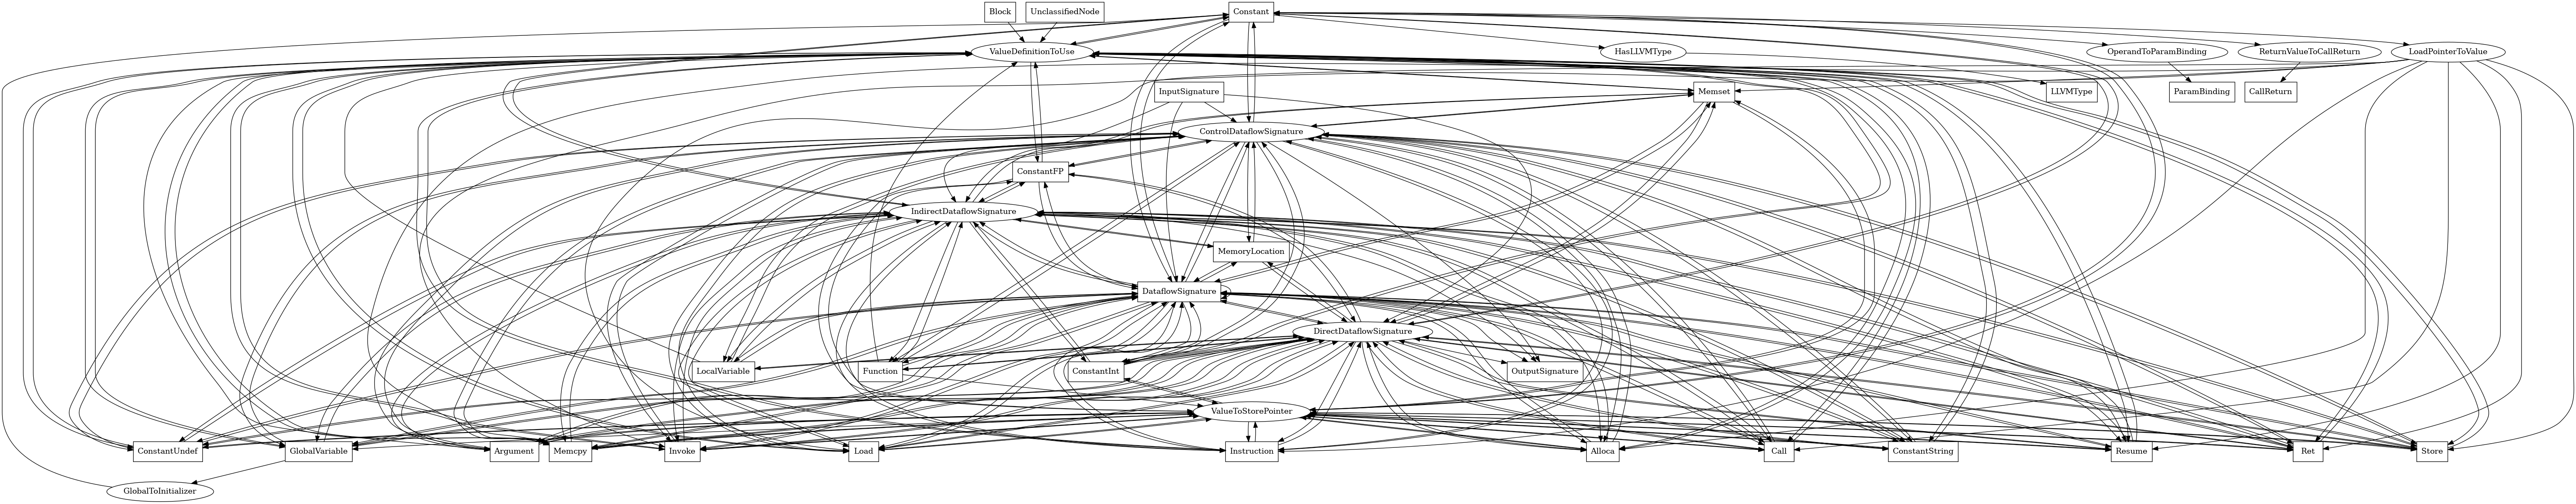 Block
UnclassifiedNode
Constant
ValueDefinitionToUse
HasLLVMType
OperandToParamBinding
ReturnValueToCallReturn
LoadPointerToValue
InputSignature
Memset
LLVMType
ParamBinding
CallReturn
ControlDataflowSignature
ConstantFP
IndirectDataflowSignature
MemoryLocation
DataflowSignature
DirectDataflowSignature
LocalVariable
Function
ConstantInt
OutputSignature
ValueToStorePointer
ConstantUndef
GlobalVariable
Argument
Memcpy
Invoke
Load
Instruction
Alloca
Call
ConstantString
Resume
Ret
Store
GlobalToInitializer